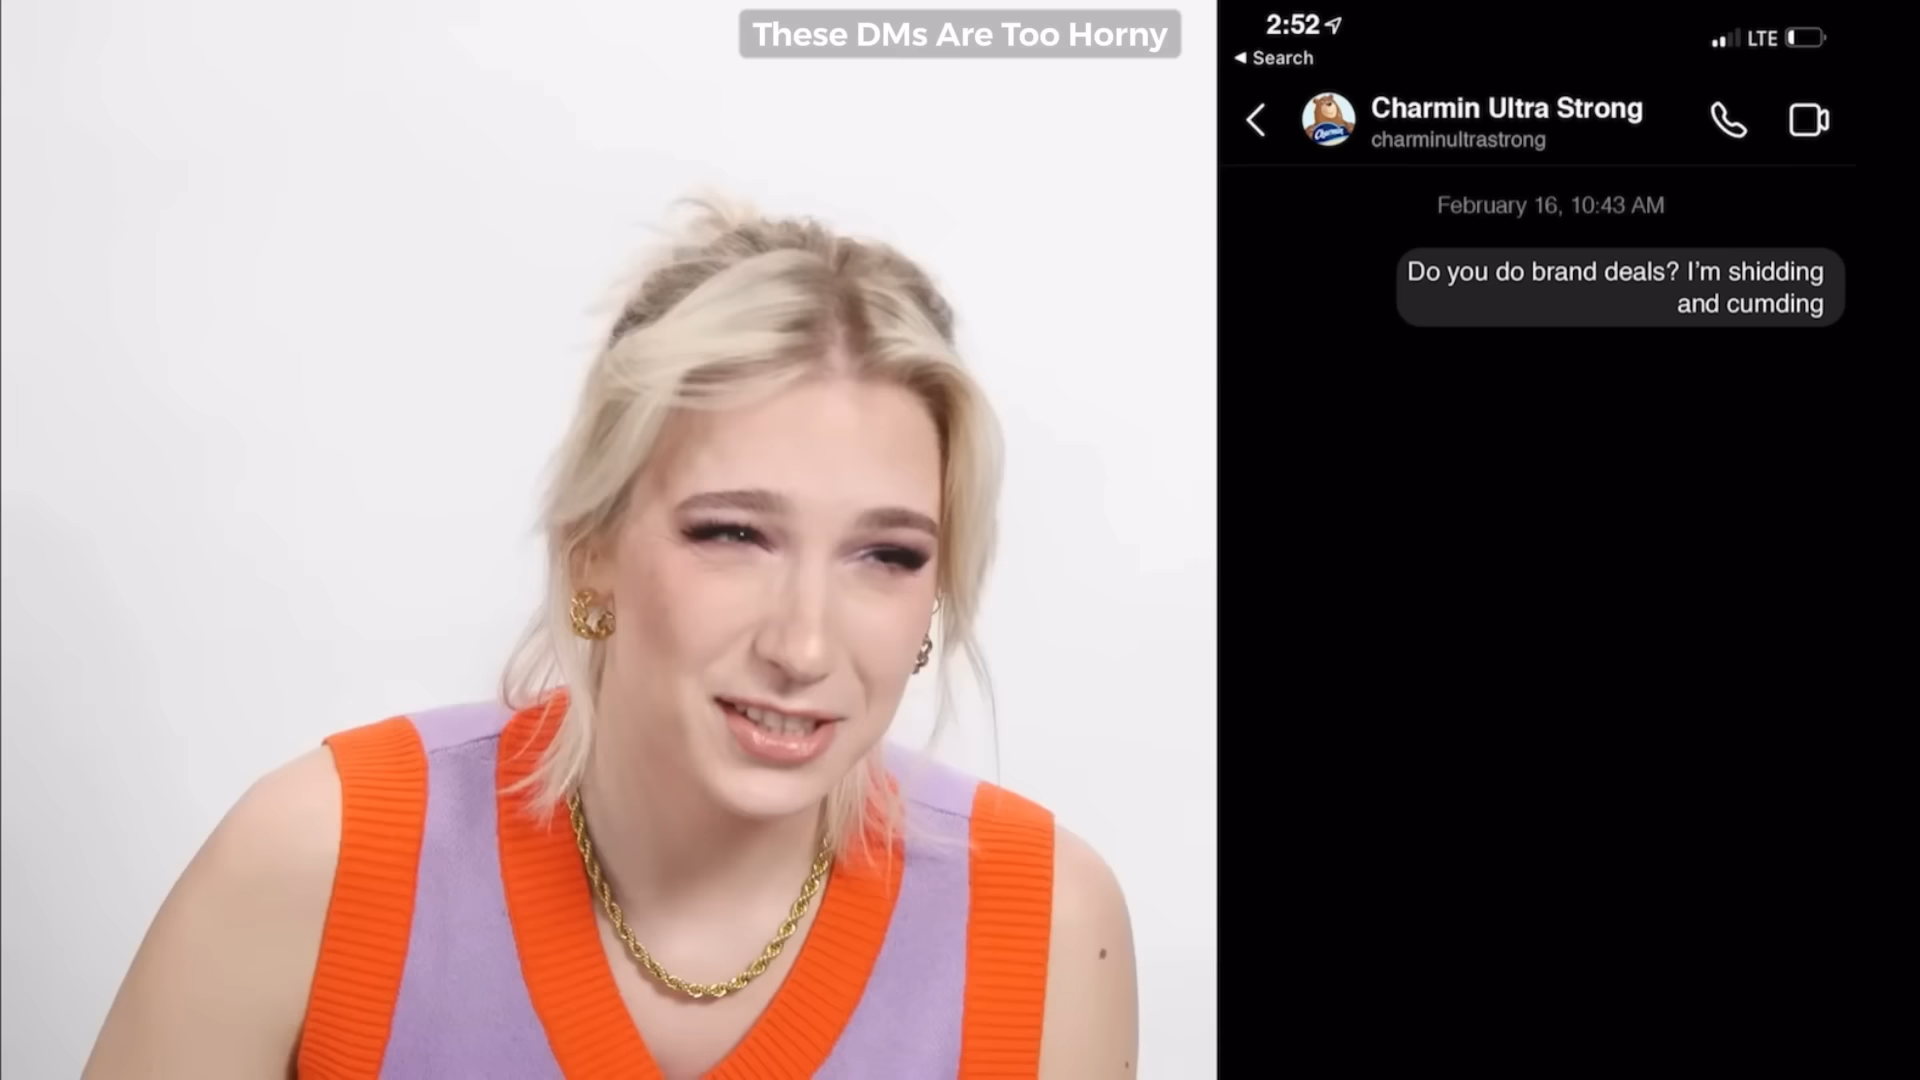 These DMs Are Too Horny
2:52
LTE
Search
Charmin Ultra Strong
charminultrastrong
Charmin
February 16, 10:43 AM
Do you do brand deals? I'm shidding
and cumding